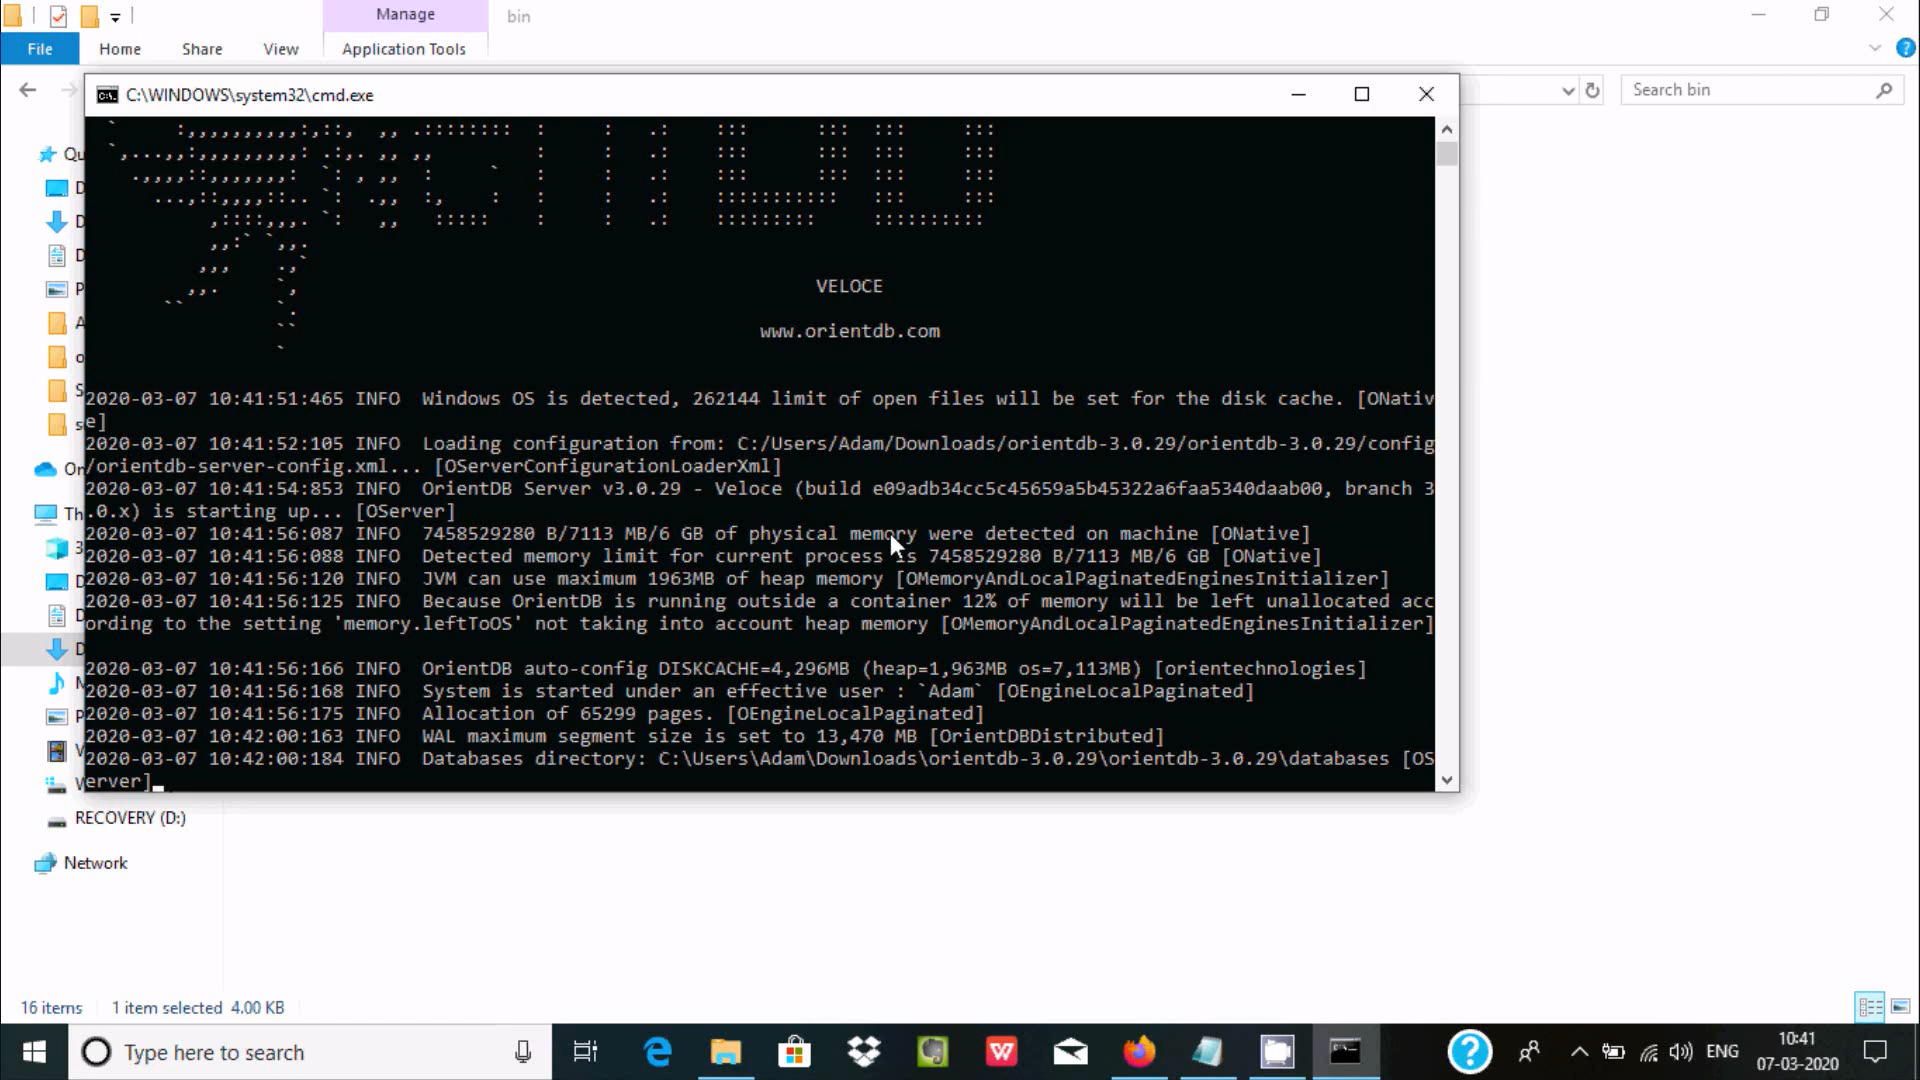 Manage
bin
File
Home
Share
View
Application Tools
Search bin
C:\WINDOWS\system32\cmd.exe
VELOCE
www.orientdb.com
2020-03-07 10:41:51:465 INFO  Windows OS is detected, 262144 limit of open files will be set for the disk cache. [ONativ
e]
2020-03-07 10:41:52:105 INFO  Loading configuration from: C:/Users/Adam/Downloads/orientdb-3.0.29/orientdb-3.0.29/config
/orientdb-server-config.xml... [OServerConfigurationLoaderXml]
2020-03-07 10:41:54:853 INFO  OrientDB Server v3.0.29 - Veloce (build e09adb34cc5c45659a5b45322a6faa5340daab00, branch 3
.0.x) is starting up... [OServer]
2020-03-07 10:41:56:087 INFO  7458529280 B/7113 MB/6 GB of physical memory were detected on machine [ONative]
2020-03-07 10:41:56:088 INFO  Detected memory limit for current process is 7458529280 B/7113 MB/6 GB [ONative]
2020-03-07 10:41:56:120 INFO  JVM can use maximum 1963MB of heap memory [OMemoryAndLocalPaginatedEnginesInitializer]
2020-03-07 10:41:56:125 INFO  Because OrientDB is running outside a container 12% of memory will be left unallocated acc
ording to the setting 'memory.leftToOS' not taking into account heap memory [OMemoryAndLocalPaginatedEnginesInitializer]
2020-03-07 10:41:56:166 INFO  OrientDB auto-config DISKCACHE=4,296MB (heap=1,963MB os=7,113MB) [orientechnologies]
2020-03-07 10:41:56:168 INFO  System is started under an effective user : `Adam` [OEngineLocalPaginated]
2020-03-07 10:41:56:175 INFO  Allocation of 65299 pages. [OEngineLocalPaginated]
2020-03-07 10:42:00:163 INFO  WAL maximum segment size is set to 13,470 MB [OrientDBDistributed]
2020-03-07 10:42:00:184 INFO  Databases directory: C:\Users\Adam\Downloads\orientdb-3.0.29\orientdb-3.0.29\databases [OS
erver]
RECOVERY (D:)
Network
16 items
1 item selected 4.00 KB
Type here to search
ENG
10:41
07-03-2020